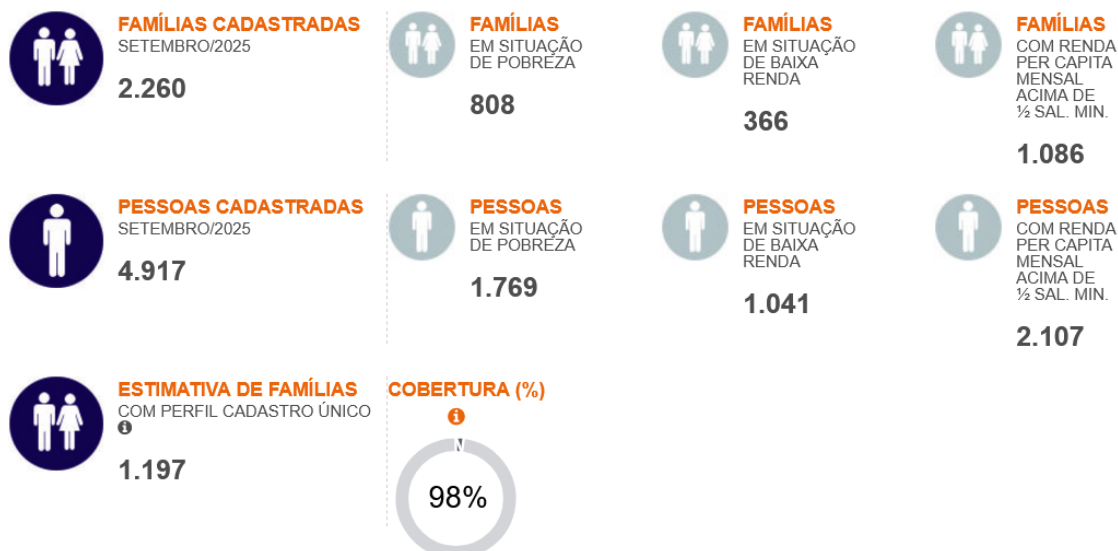 FAMÍLIAS CADASTRADAS
SETEMBRO/2025
2.260
FAMÍLIAS
EM SITUAÇÃO
DE POBREZA
808
FAMÍLIAS
EM SITUAÇÃO
DE BAIXA
RENDA
366
FAMÍLIAS
COM RENDA
PER CAPITA
MENSAL
ACIMA DE
½ SAL. MIN.
1.086
PESSOAS CADASTRADAS
SETEMBRO/2025
4.917
PESSOAS
EM SITUAÇÃO
DE POBREZA
1.769
PESSOAS
EM SITUAÇÃO
DE BAIXA
RENDA
1.041
PESSOAS
COM RENDA
PER CAPITA
MENSAL
ACIMA DE
½ SAL. MIN.
2.107
ESTIMATIVA DE FAMÍLIAS
COM PERFIL CADASTRO ÚNICO
1.197
COBERTURA (%)
N
98%